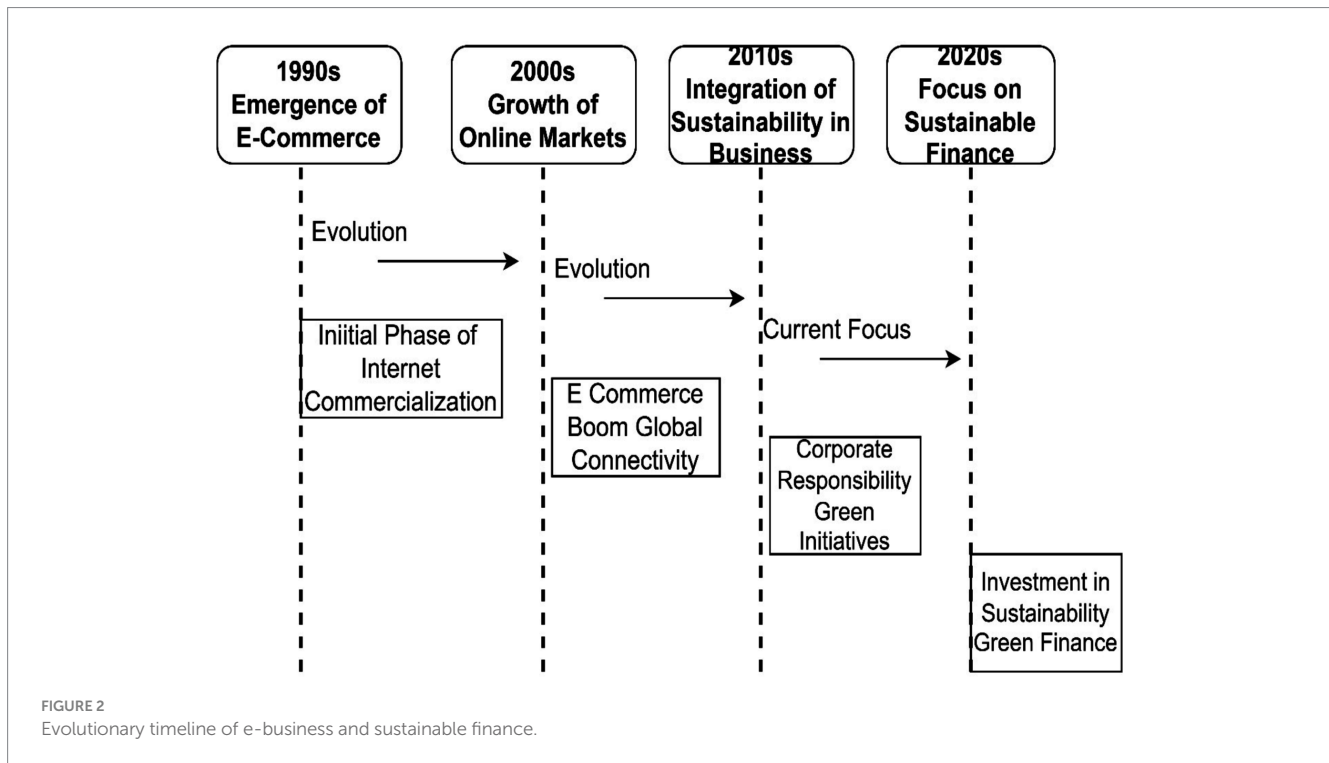 1990s
Emergence of
E-Commerce
2000s
Growth of
Online Markets
2010s
Integration of
Sustainability in
Business
2020s
Focus on
Sustainable
Finance
Evolution
Evolution
Current Focus
Iniitial Phase of
Internet
Commercialization
E Commerce
Boom Global
Connectivity
Corporate
Responsibility
Green
Initiatives
Investment in
Sustainability
Green Finance
FIGURE 2
Evolutionary timeline of e-business and sustainable finance.